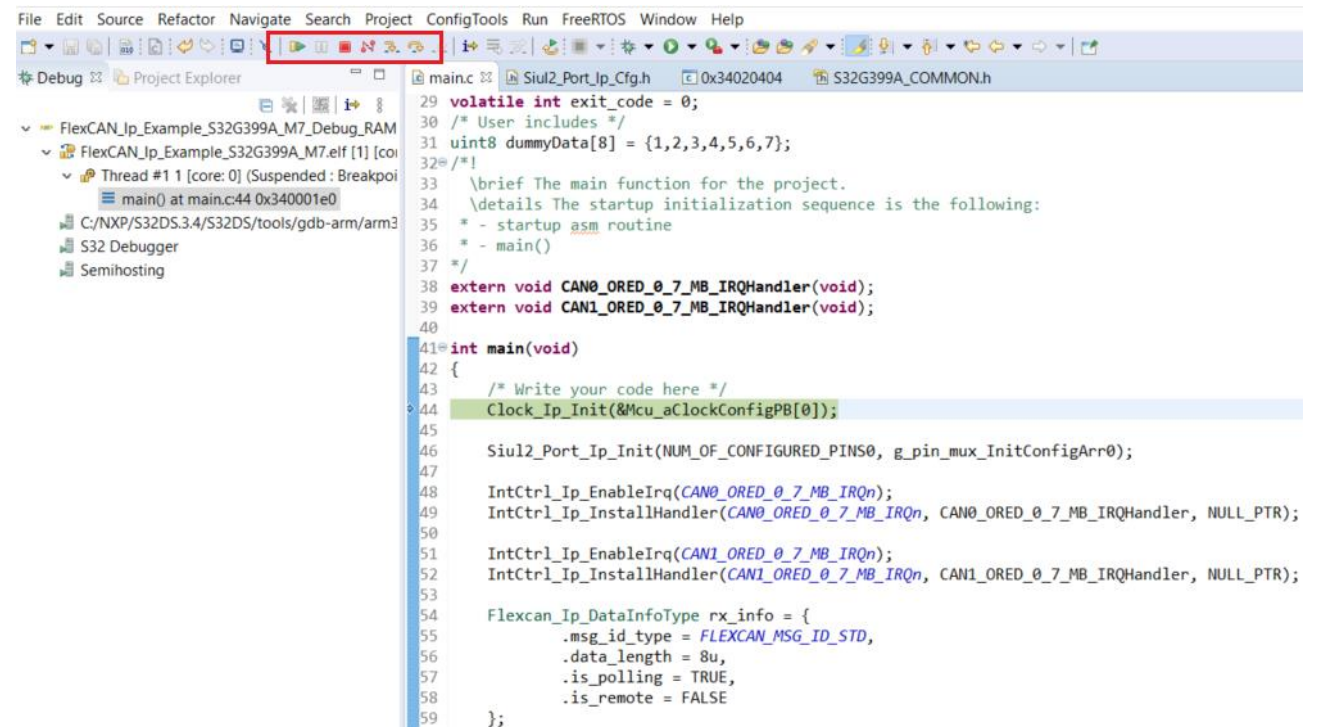 File Edit Source Refactor Navigate Search Project ConfigTools Run FreeRTOS Window Help
Debug Project Explorer
FlexCAN_Ip_Example_S32G399A_M7_Debug_RAM
FlexCAN_Ip_Example_S32G399A_M7.elf [1] [co
Thread #1 1 [core: 0] (Suspended : Breakpoi
main() at main.c:44 0x340001e0
C:/NXP/S32DS.3.4/S32DS/tools/gdb-arm/arm3
S32 Debugger
Semihosting
main.c Siul2_Port_Ip_Cfg.h 0x34020404 S32G399A_COMMON.h
29 volatile int exit_code = 0;
30 /* User includes */
31 uint8 dummyData[8] = {1,2,3,4,5,6,7};
32 /*!
33 \brief The main function for the project.
34 \details The startup initialization sequence is the following:
35 * - startup asm routine
36 * - main()
37 */
38 extern void CAN0_ORED_0_7_MB_IRQHandler(void);
39 extern void CAN1_ORED_0_7_MB_IRQHandler(void);
40
41 int main(void)
42 {
43 /* Write your code here */
44 Clock_Ip_Init(&Mcu_aClockConfigPB[0]);
45
46 Siul2_Port_Ip_Init(NUM_OF_CONFIGURED_PINS0, g_pin_mux_InitConfigArr0);
47
48 IntCtrl_Ip_EnableIrq(CAN0_ORED_0_7_MB_IRQn);
49 IntCtrl_Ip_InstallHandler(CAN0_ORED_0_7_MB_IRQn, CAN0_ORED_0_7_MB_IRQHandler, NULL_PTR);
50
51 IntCtrl_Ip_EnableIrq(CAN1_ORED_0_7_MB_IRQn);
52 IntCtrl_Ip_InstallHandler(CAN1_ORED_0_7_MB_IRQn, CAN1_ORED_0_7_MB_IRQHandler, NULL_PTR);
53
54 Flexcan_Ip_DataInfoType rx_info = {
55 .msg_id_type = FLEXCAN_MSG_ID_STD,
56 .data_length = 8u,
57 .is_polling = TRUE,
58 .is_remote = FALSE
59 };